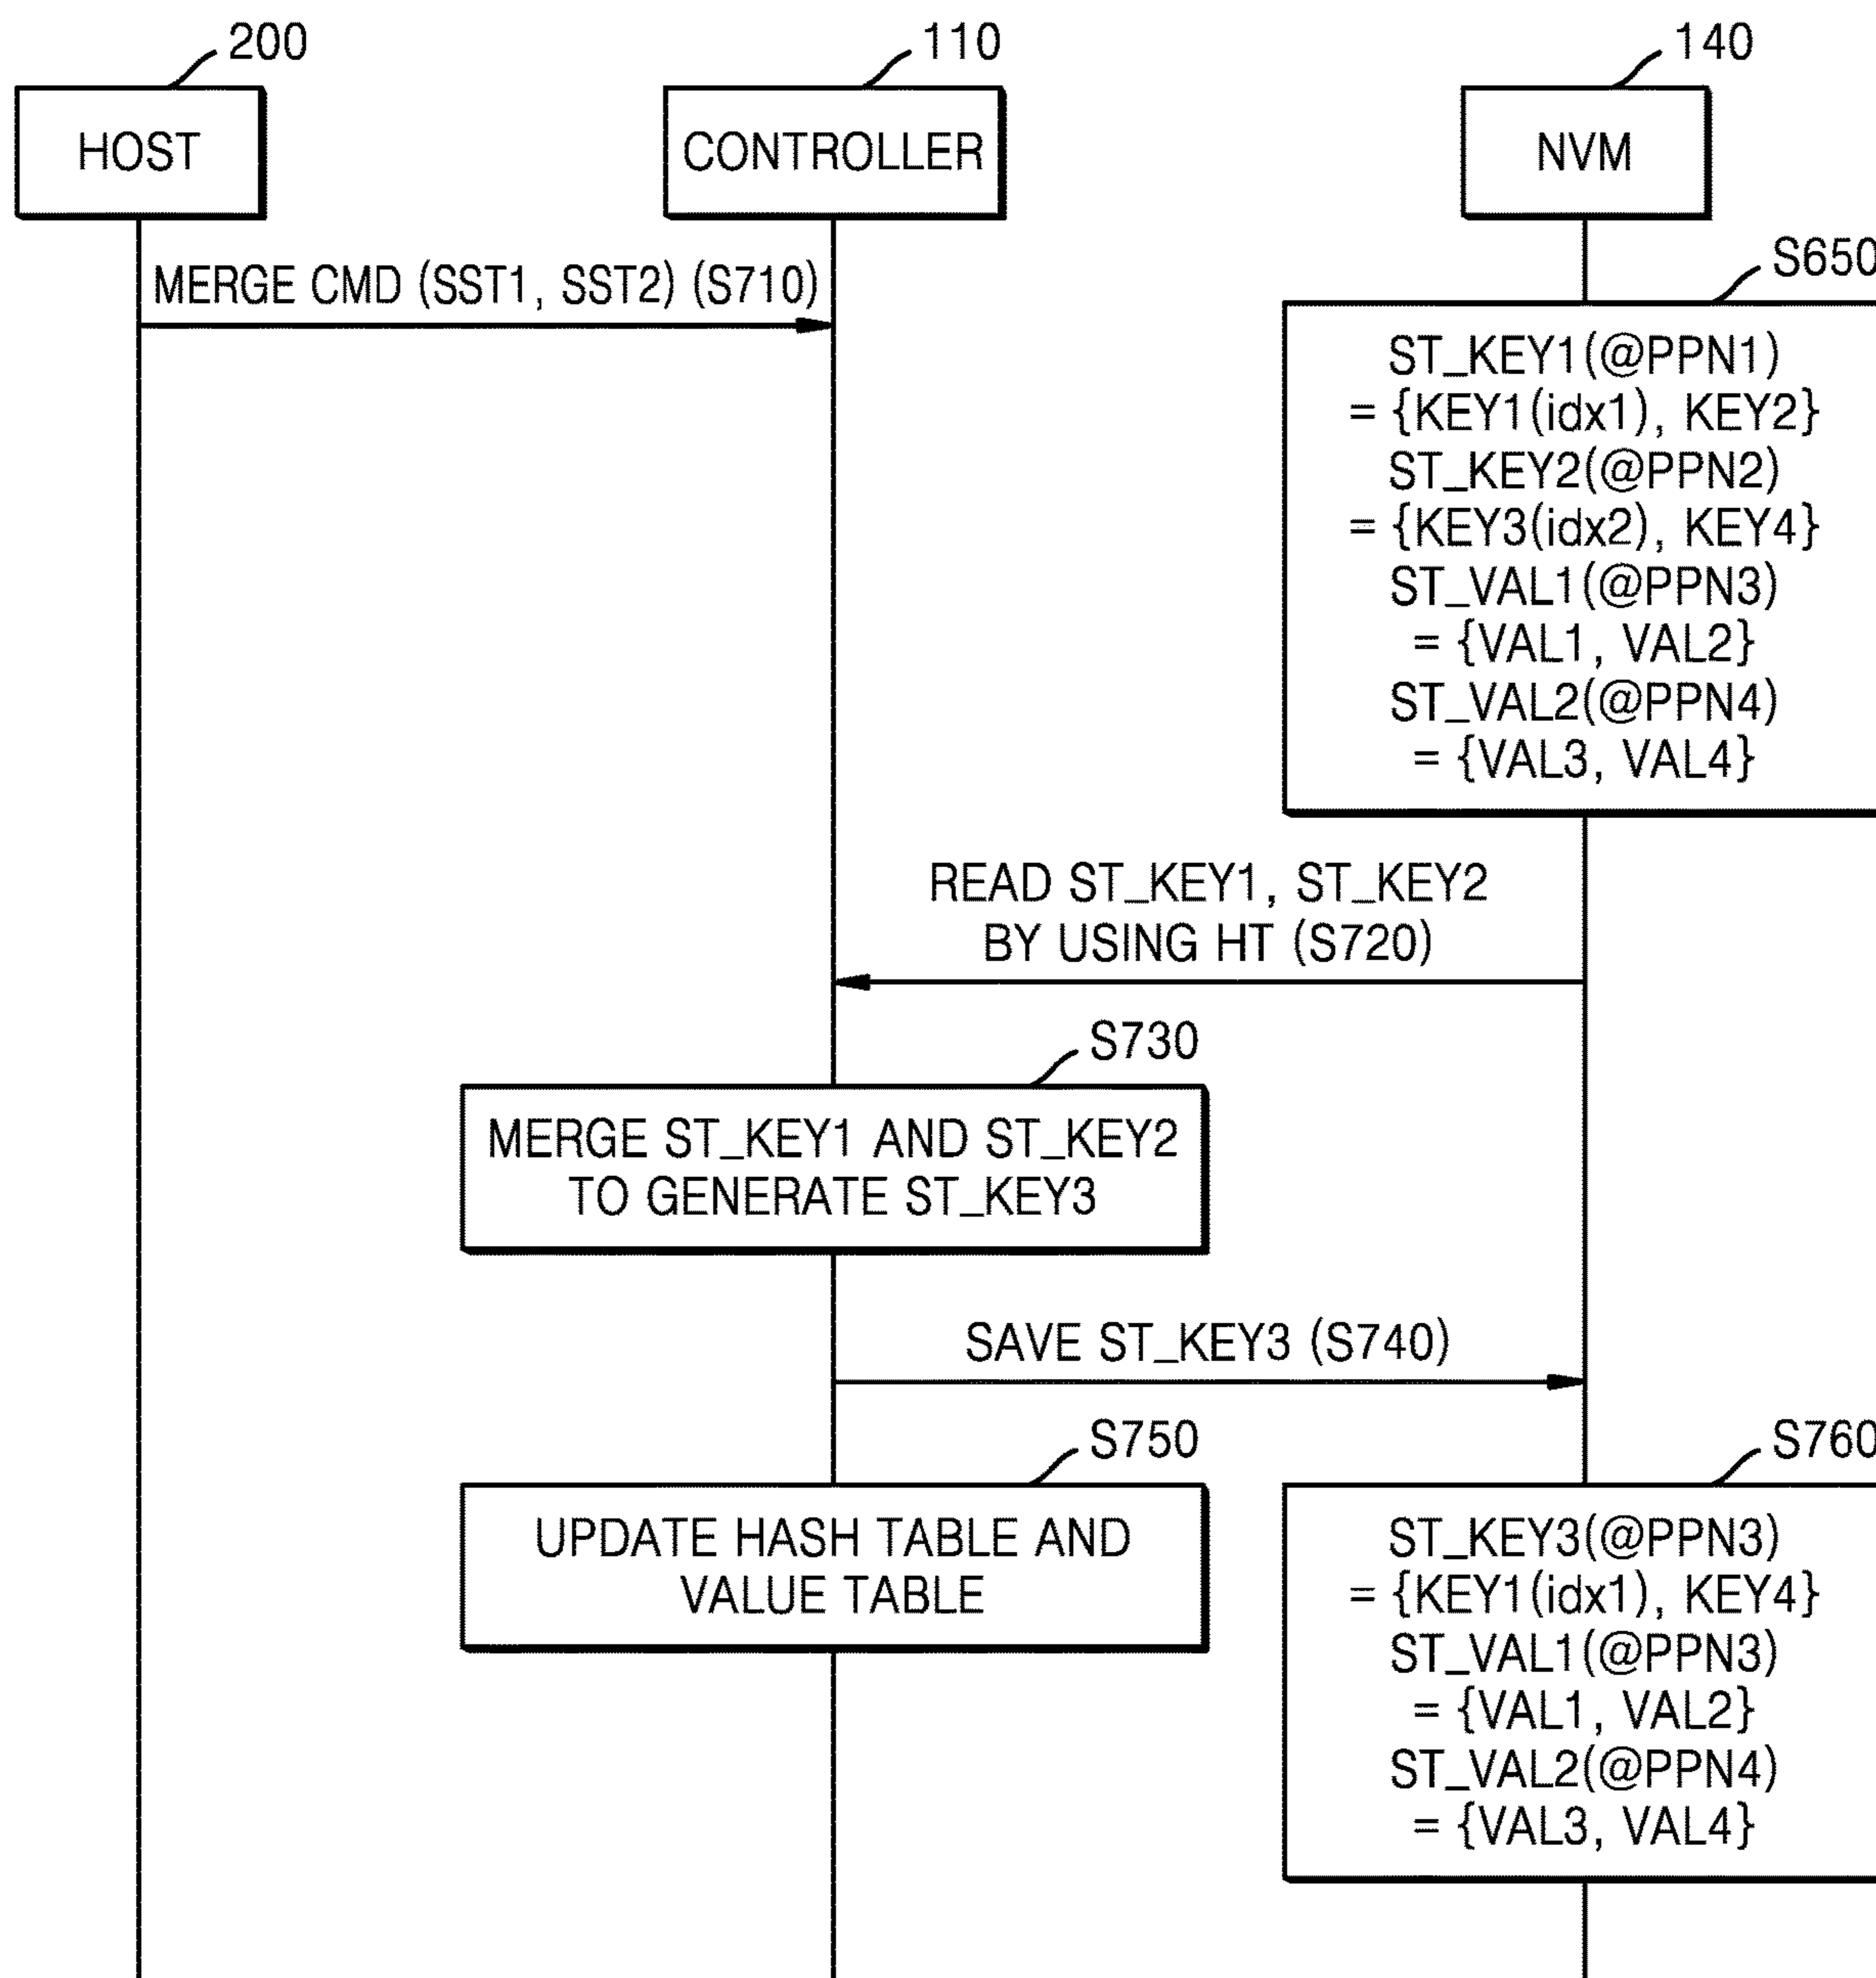 200
110
140
HOST
CONTROLLER
NVM
MERGE CMD (SST1, SST2) (S710)
S650
ST_KEY1(@PPN1)
= {KEY1(idx1), KEY2}
ST_KEY2(@PPN2)
= {KEY3(idx2), KEY4}
ST_VAL1(@PPN3)
= {VAL1, VAL2}
ST_VAL2(@PPN4)
= {VAL3, VAL4}
READ ST_KEY1, ST_KEY2
BY USING HT (S720)
S730
MERGE ST_KEY1 AND ST_KEY2
TO GENERATE ST_KEY3
SAVE ST_KEY3 (S740)
S750
UPDATE HASH TABLE AND
VALUE TABLE
S760
ST_KEY3(@PPN3)
= {KEY1(idx1), KEY4}
ST_VAL1(@PPN3)
= {VAL1, VAL2}
ST_VAL2(@PPN4)
= {VAL3, VAL4}